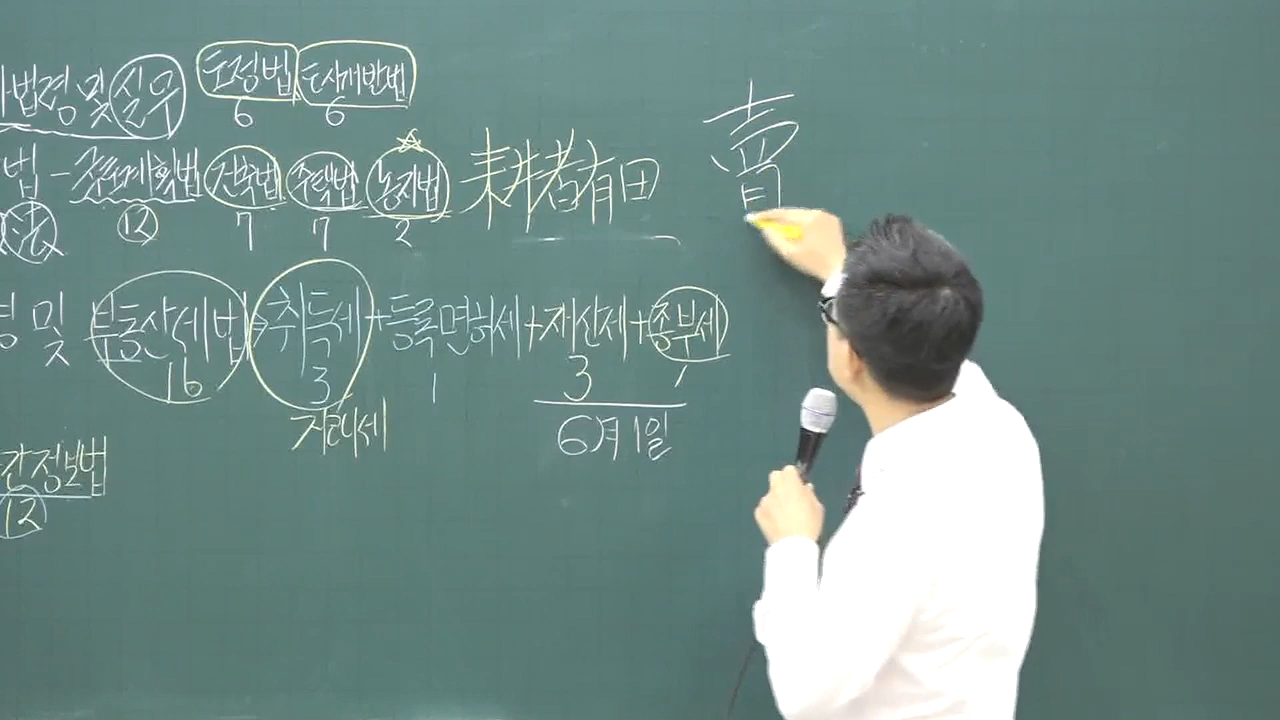 법령 및 실무 도정법 도시개발법
6 6
법 - 국토계획법 건축법 주택법 농지법 耕者有田 賣
法 12 7 7 2
및 부동산세법 취득세 + 등록면허세 + 재산세 + 종부세
16 3 1 3 1
지방세 6月 1일
간정보법
12